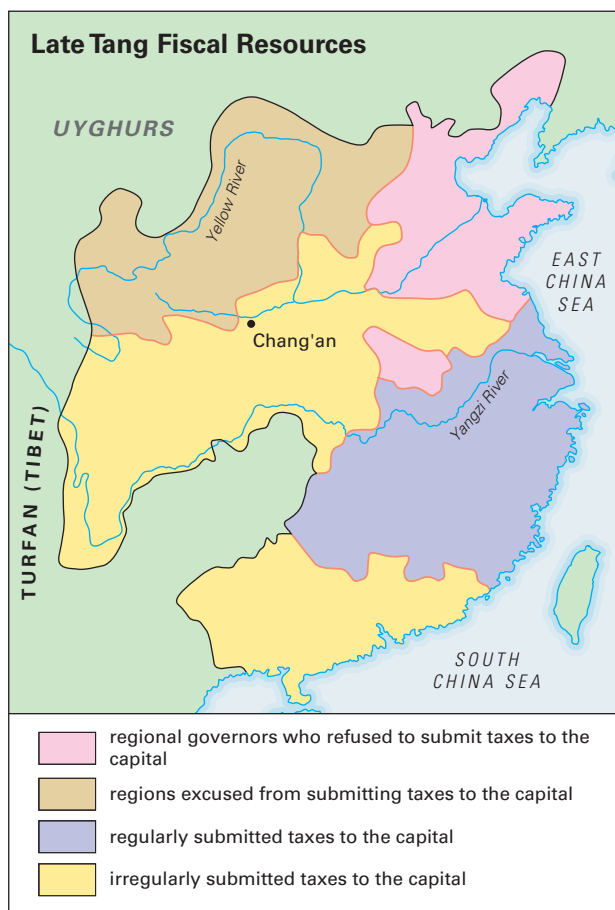 Late Tang Fiscal Resources
UYGHURS
Yellow River
EAST
CHINA
SEA
Chang'an
Yangzi River
TURFAN (TIBET)
SOUTH
CHINA SEA
regional governors who refused to submit taxes to the
capital
regions excused from submitting taxes to the capital
regularly submitted taxes to the capital
irregularly submitted taxes to the capital